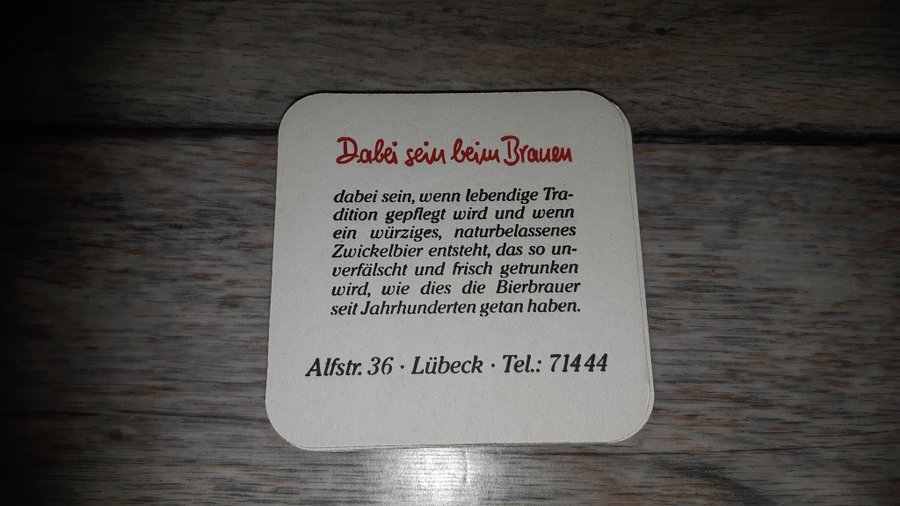 Dabei sein beim Brauen
dabei sein, wenn lebendige Tra-
dition gepflegt wird und wenn
ein würziges, naturbelassenes
Zwickelbier entsteht, das so un-
verfälscht und frisch getrunken
wird, wie dies die Bierbrauer
seit Jahrhunderten getan haben.
Alfstr. 36 · Lübeck · Tel.: 71444